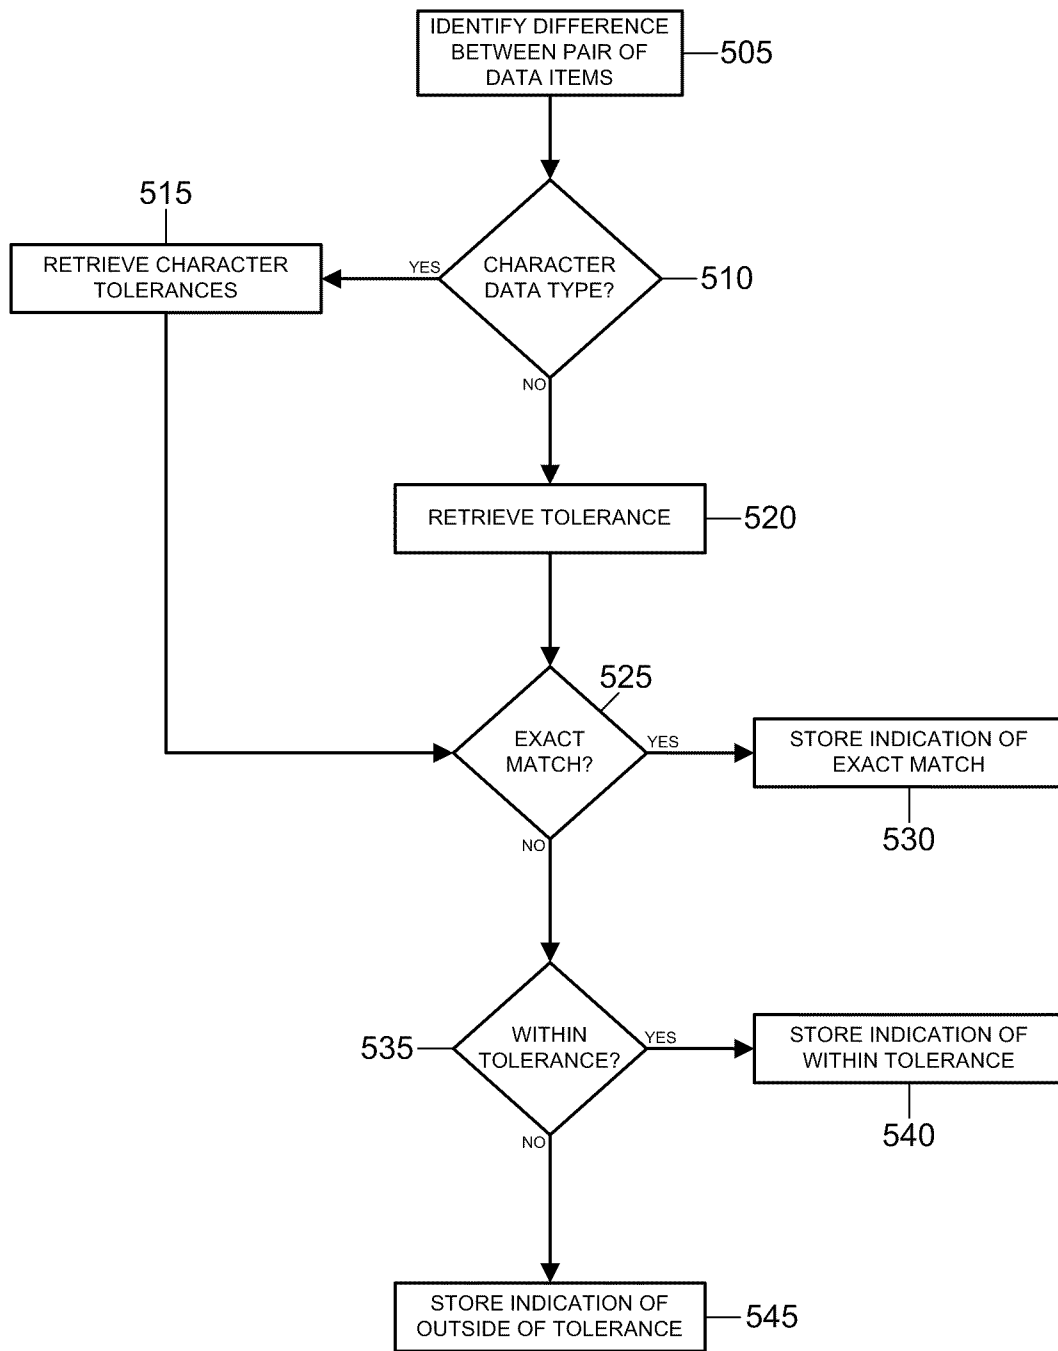 IDENTIFY DIFFERENCE
BETWEEN PAIR OF
DATA ITEMS
505
515
RETRIEVE CHARACTER
TOLERANCES
YES
CHARACTER
DATA TYPE?
510
NO
RETRIEVE TOLERANCE
520
525
EXACT
MATCH?
YES
STORE INDICATION OF
EXACT MATCH
530
NO
535
WITHIN
TOLERANCE?
YES
STORE INDICATION OF
WITHIN TOLERANCE
540
NO
STORE INDICATION OF
OUTSIDE OF TOLERANCE
545